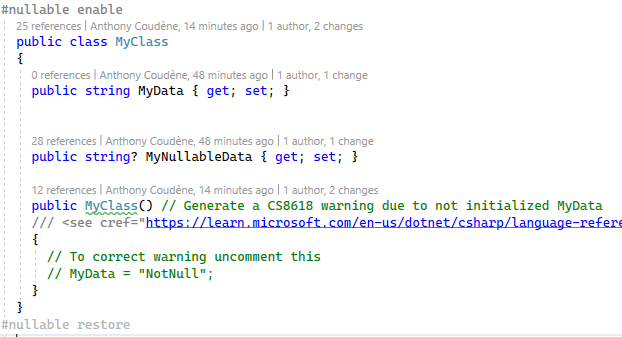 #nullable enable
25 references | Anthony Coudène, 14 minutes ago | 1 author, 2 changes
public class MyClass
{
0 references | Anthony Coudène, 48 minutes ago | 1 author, 1 change
public string MyData { get; set; }
28 references | Anthony Coudène, 48 minutes ago | 1 author, 1 change
public string? MyNullableData { get; set; }
12 references | Anthony Coudène, 14 minutes ago | 1 author, 2 changes
public MyClass() // Generate a CS8618 warning due to not initialized MyData
/// <see cref="https://learn.microsoft.com/en-us/dotnet/csharp/language-refere
{
// To correct warning uncomment this
// MyData = "NotNull";
}
}
#nullable restore